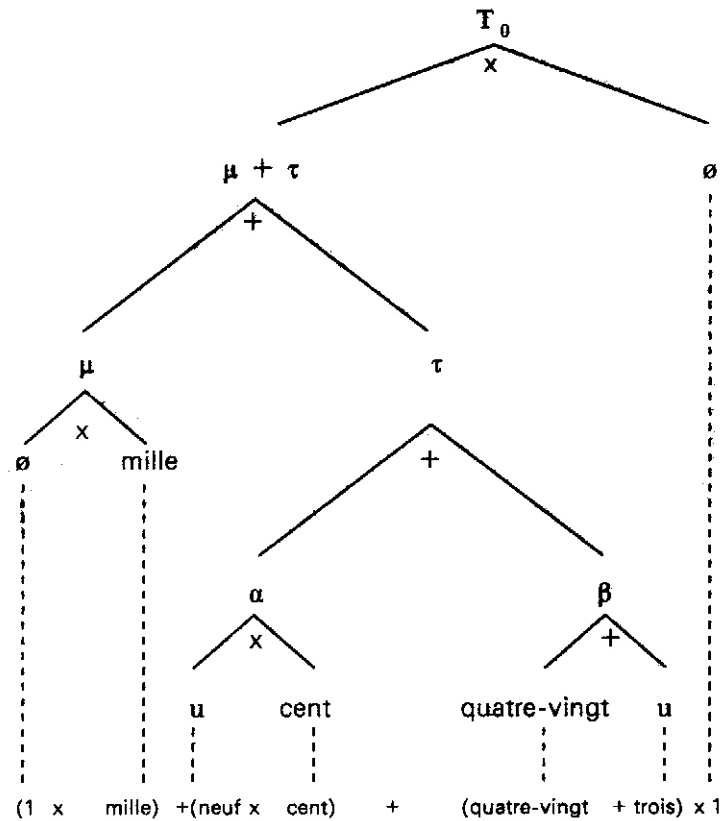 T0
x
μ + τ ø
+
μ τ
x +
ø mille
α β
x +
u cent quatre-vingt u
(1 x mille) +(neuf x cent) + (quatre-vingt + trois) x 1